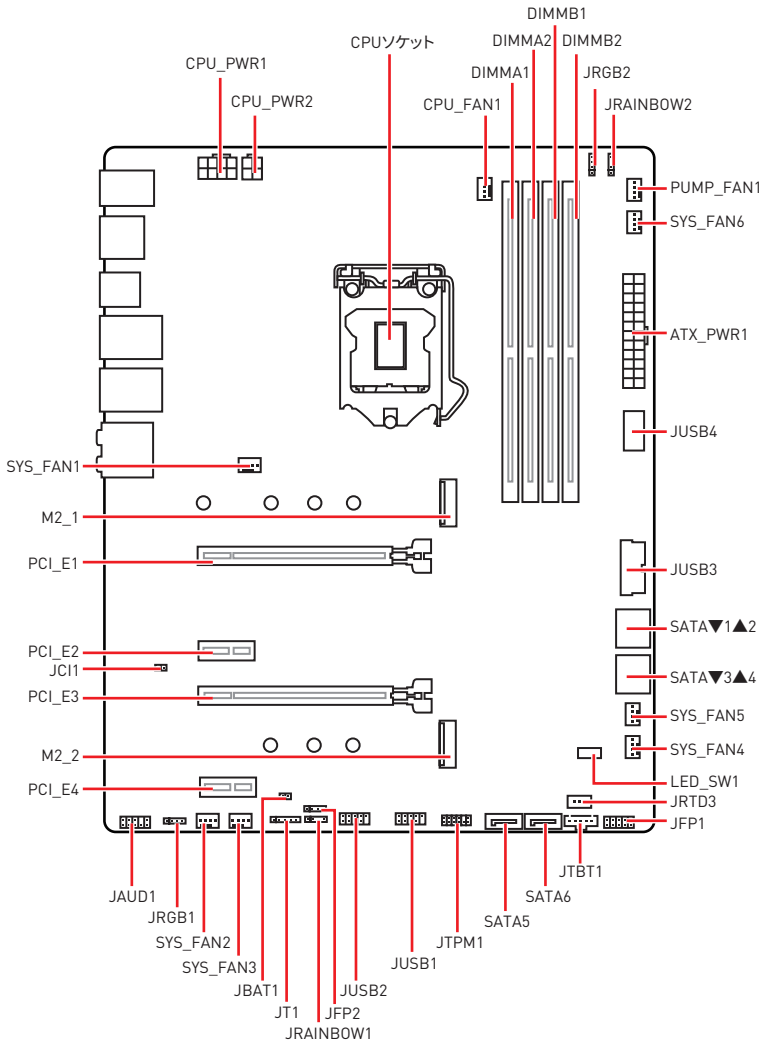 DIMMB1
CPUソケット
DIMMA2
DIMMB2
CPU_PWR1
DIMMA1
JRGB2
CPU_PWR2
CPU_FAN1
JRAINBOW2
PUMP_FAN1
SYS_FAN6
ATX_PWR1
JUSB4
SYS_FAN1
M2_1
PCI_E1
JUSB3
SATA▼1▲2
PCI_E2
JCI1
SATA▼3▲4
PCI_E3
SYS_FAN5
M2_2
SYS_FAN4
LED_SW1
PCI_E4
JRTD3
JFP1
JTBT1
JAUD1
JRGB1
SATA6
SATA5
SYS_FAN2
JTPM1
SYS_FAN3
JUSB1
JBAT1
JUSB2
JT1
JFP2
JRAINBOW1